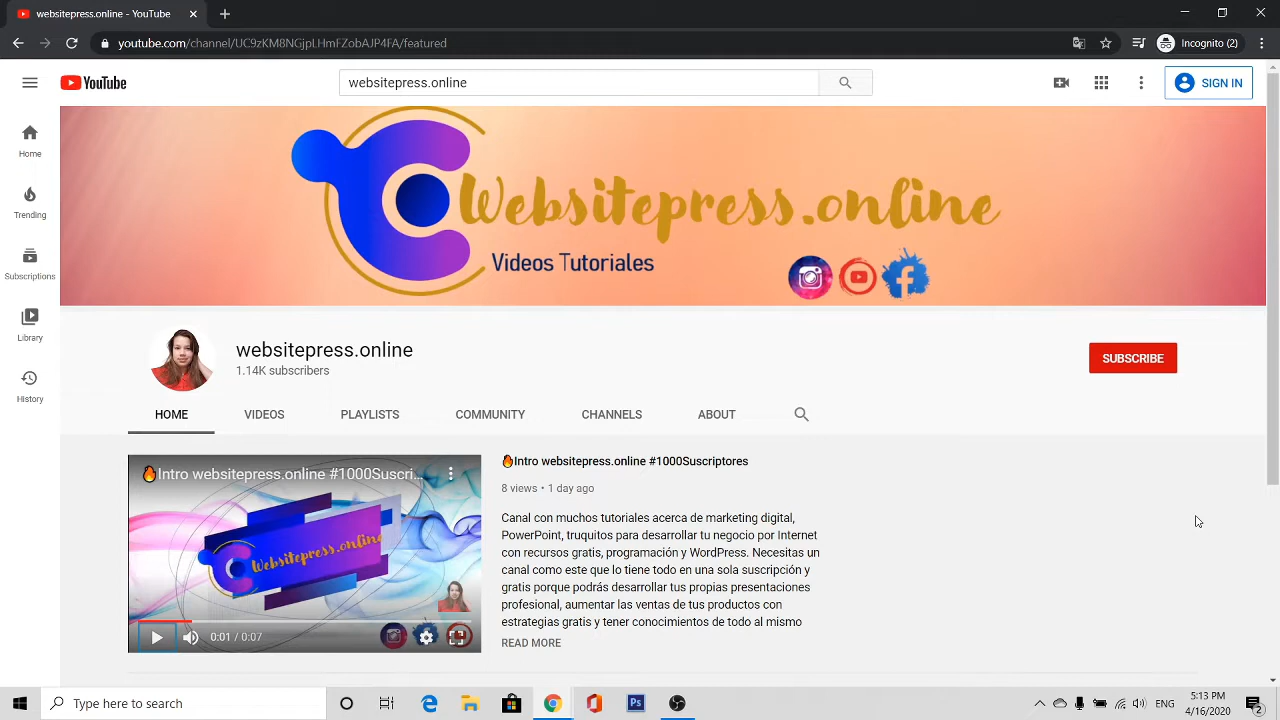 websitepress.online - YouTube
youtube.com/channel/UC9zKM8NGjpLHmFZobAJP4FA/featured
Incognito (2)
YouTube
websitepress.online
SIGN IN
Home
Trending
Subscriptions
Library
History
Websitepress.online
Videos Tutoriales
websitepress.online
1.14K subscribers
SUBSCRIBE
HOME VIDEOS PLAYLISTS COMMUNITY CHANNELS ABOUT
🔥Intro websitepress.online #1000Suscri...
Websitepress.online
0:01 / 0:07
🔥Intro websitepress.online #1000Suscriptores
8 views • 1 day ago
Canal con muchos tutoriales acerca de marketing digital,
PowerPoint, truquitos para desarrollar tu negocio por Internet
con recursos gratis, programación y WordPress. Necesitas un
canal como este que lo tiene todo en una sola suscripción y
gratis porque podrás desarrollar tus propias presentaciones
profesional, aumentar las ventas de tus productos con
estrategias gratis y tener conocimientos de todo al mismo
READ MORE
Type here to search
Ps
ENG
5:13 PM
4/16/2020
2